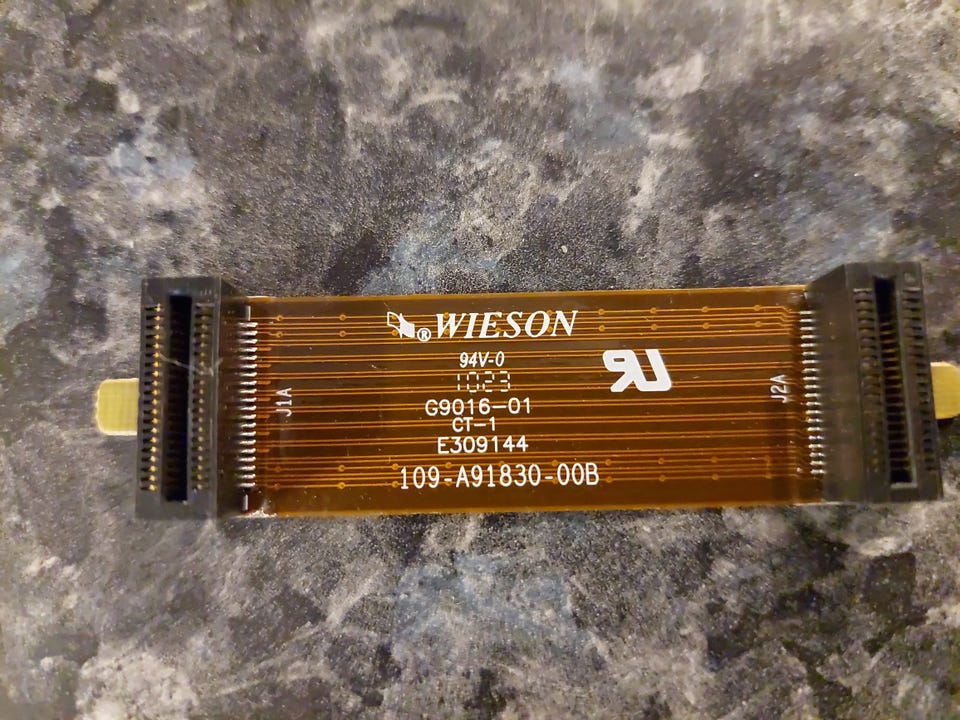 ® WIESON
94V-0
1023
G9016-01
CT-1
E309144
109-A91830-00B
J1A
J2A